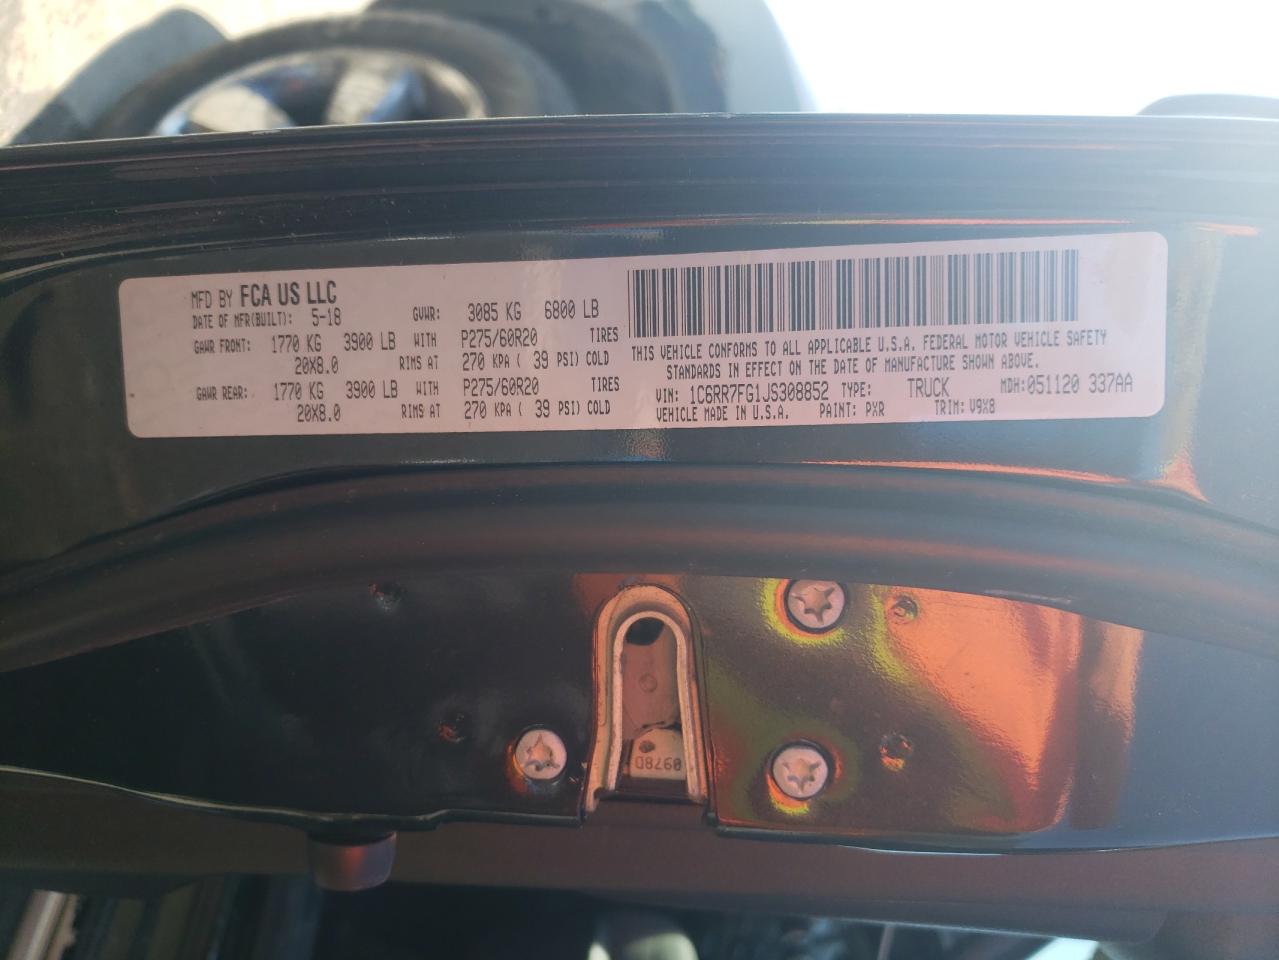 MFD BY FCA US LLC
DATE OF MFR(BUILT): 5-18 GVWR: 3085 KG 6800 LB
GAWR FRONT: 1770 KG 3900 LB WITH P275/60R20 TIRES
20X8.0 RIMS AT 270 KPA ( 39 PSI) COLD
GAWR REAR: 1770 KG 3900 LB WITH P275/60R20 TIRES
20X8.0 RIMS AT 270 KPA ( 39 PSI) COLD
THIS VEHICLE CONFORMS TO ALL APPLICABLE U.S.A. FEDERAL MOTOR VEHICLE SAFETY
STANDARDS IN EFFECT ON THE DATE OF MANUFACTURE SHOWN ABOVE.
VIN: 1C6RR7FG1JS308852 TYPE: TRUCK MDH: 051120 337AA
VEHICLE MADE IN U.S.A. PAINT: PXR TRIM: V9X8
0978D